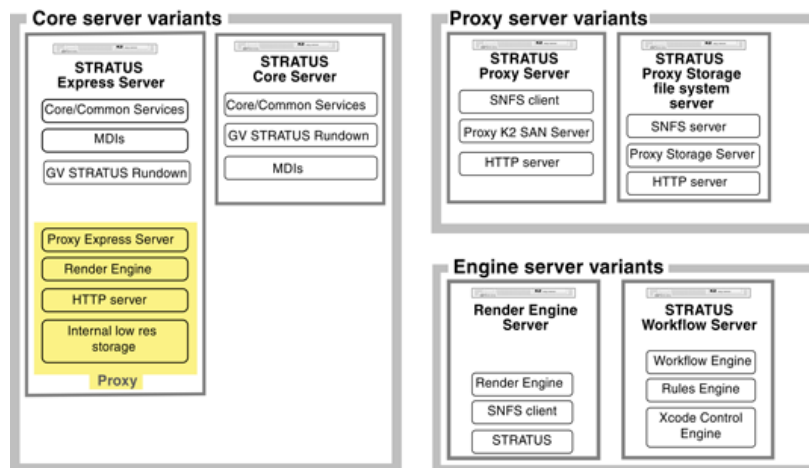 Core server variants
STRATUS
Express Server
Core/Common Services
MDIs
GV STRATUS Rundown
Proxy Express Server
Render Engine
HTTP server
Internal low res
storage
Proxy
STRATUS
Core Server
Core/Common Services
GV STRATUS Rundown
MDIs
Proxy server variants
STRATUS
Proxy Server
SNFS client
Proxy K2 SAN Server
HTTP server
STRATUS
Proxy Storage
file system
server
SNFS server
Proxy Storage Server
HTTP server
Engine server variants
Render Engine
Server
Render Engine
SNFS client
STRATUS
STRATUS
Workflow Server
Workflow Engine
Rules Engine
Xcode Control
Engine